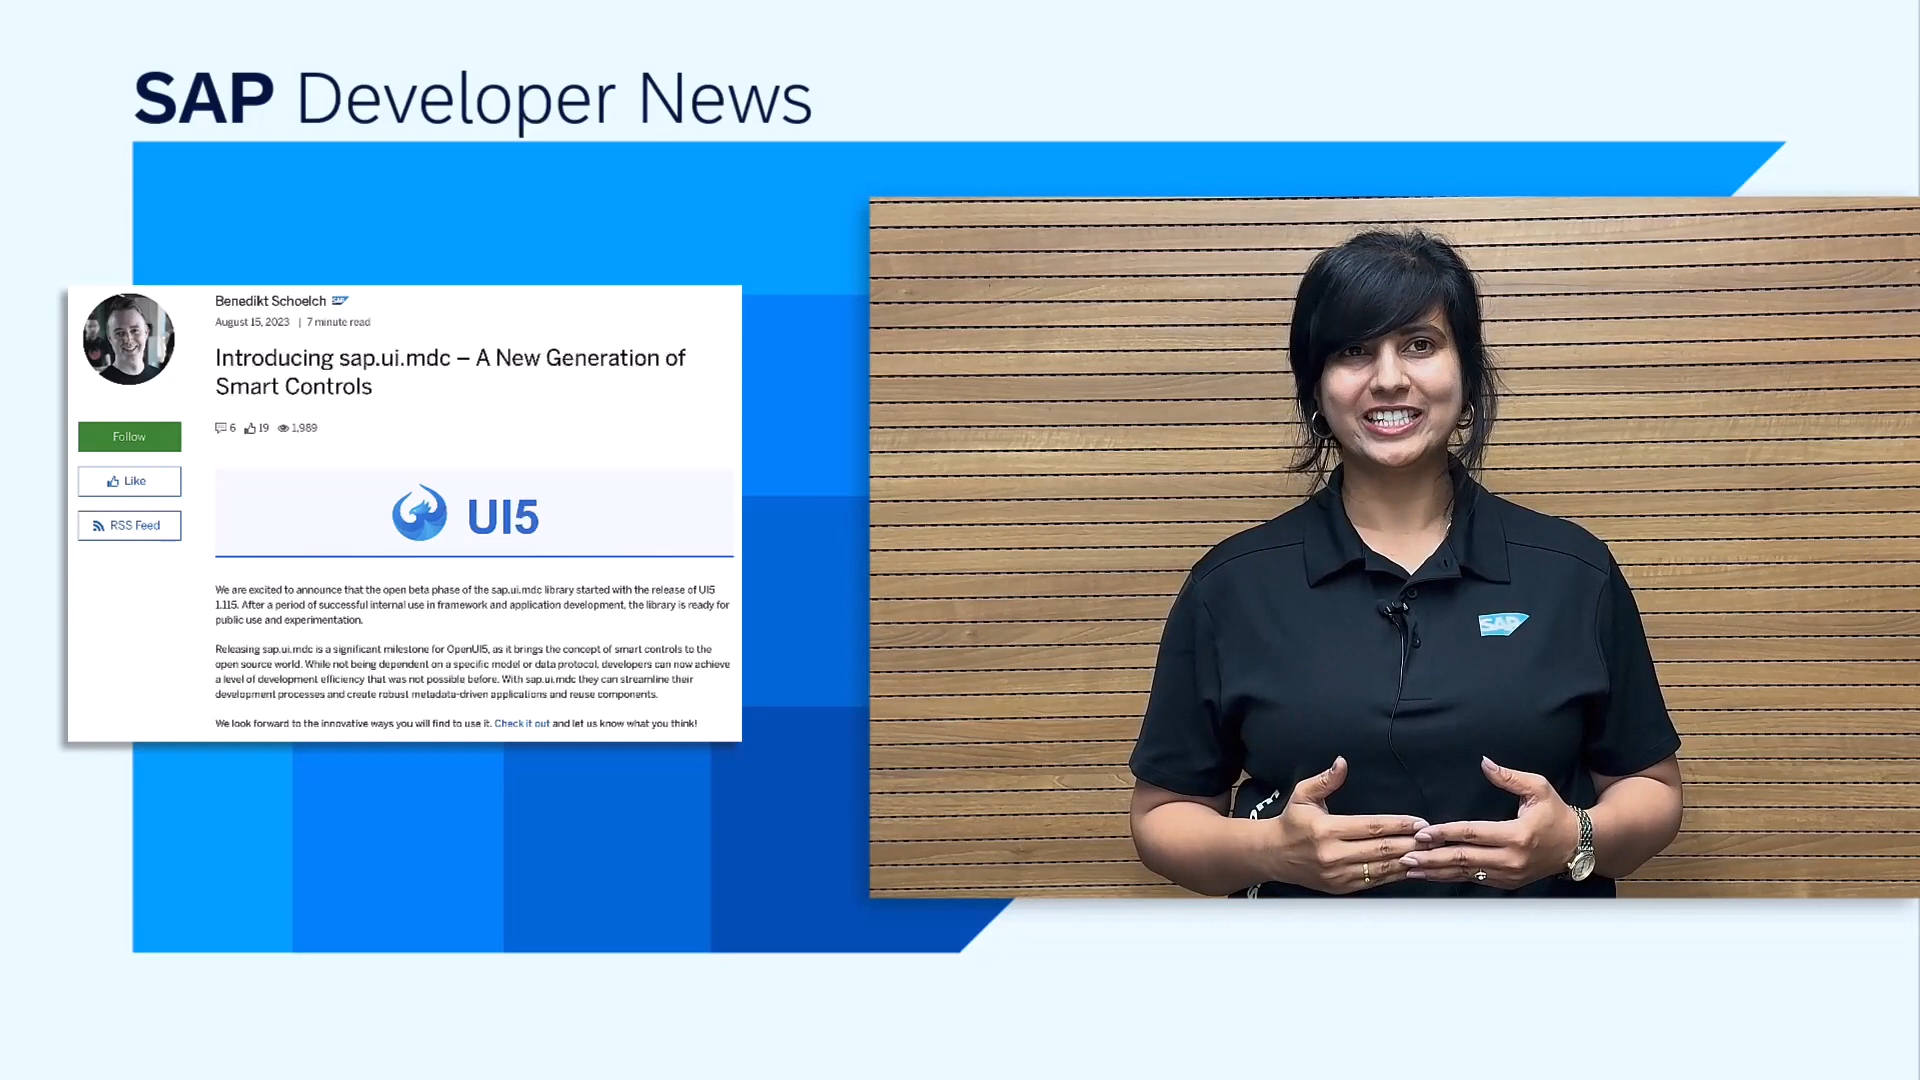 SAP Developer News
Benedikt Schoelch SAP
August 15, 2023 | 7 minute read
Introducing sap.ui.mdc – A New Generation of
Smart Controls
6 19 1,989
Follow
Like
RSS Feed
UI5
We are excited to announce that the open beta phase of the sap.ui.mdc library started with the release of UI5
1.115. After a period of successful internal use in framework and application development, the library is ready for
public use and experimentation.
Releasing sap.ui.mdc is a significant milestone for OpenUI5, as it brings the concept of smart controls to the
open source world. While not being dependent on a specific model or data protocol, developers can now achieve
a level of development efficiency that was not possible before. With sap.ui.mdc they can streamline their
development processes and create robust metadata-driven applications and reuse components.
We look forward to the innovative ways you will find to use it. Check it out and let us know what you think!
SAP